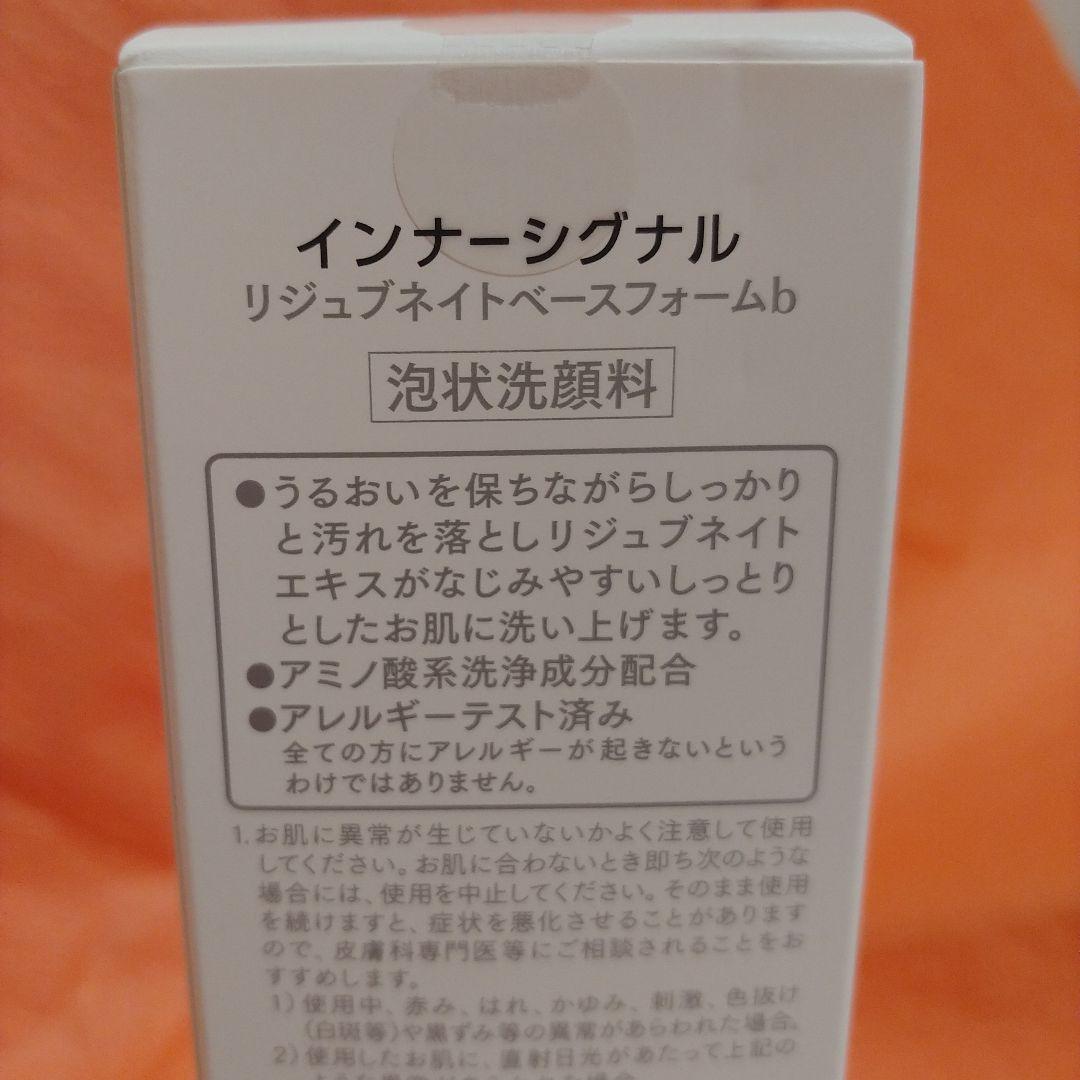 インナーシグナル
リジュブネイトベースフォームb
泡状洗顔料
●うるおいを保ちながらしっかり
と汚れを落としリジュブネイト
エキスがなじみやすいしっとり
としたお肌に洗い上げます。
●アミノ酸系洗浄成分配合
●アレルギーテスト済み
全ての方にアレルギーが起きないという
わけではありません。
1.お肌に異常が生じていないかよく注意して使用
してください。お肌に合わないとき即ち次のような
場合には、使用を中止してください。そのまま使用
を続けますと、症状を悪化させることがあります
ので、皮膚科専門医等にご相談されることをお
すすめします。
1)使用中、赤み、はれ、かゆみ、刺激、色抜け
(白斑等)や黒ずみ等の異常があらわれた場合。
2)使用したお肌に、直射日光があたって上記の